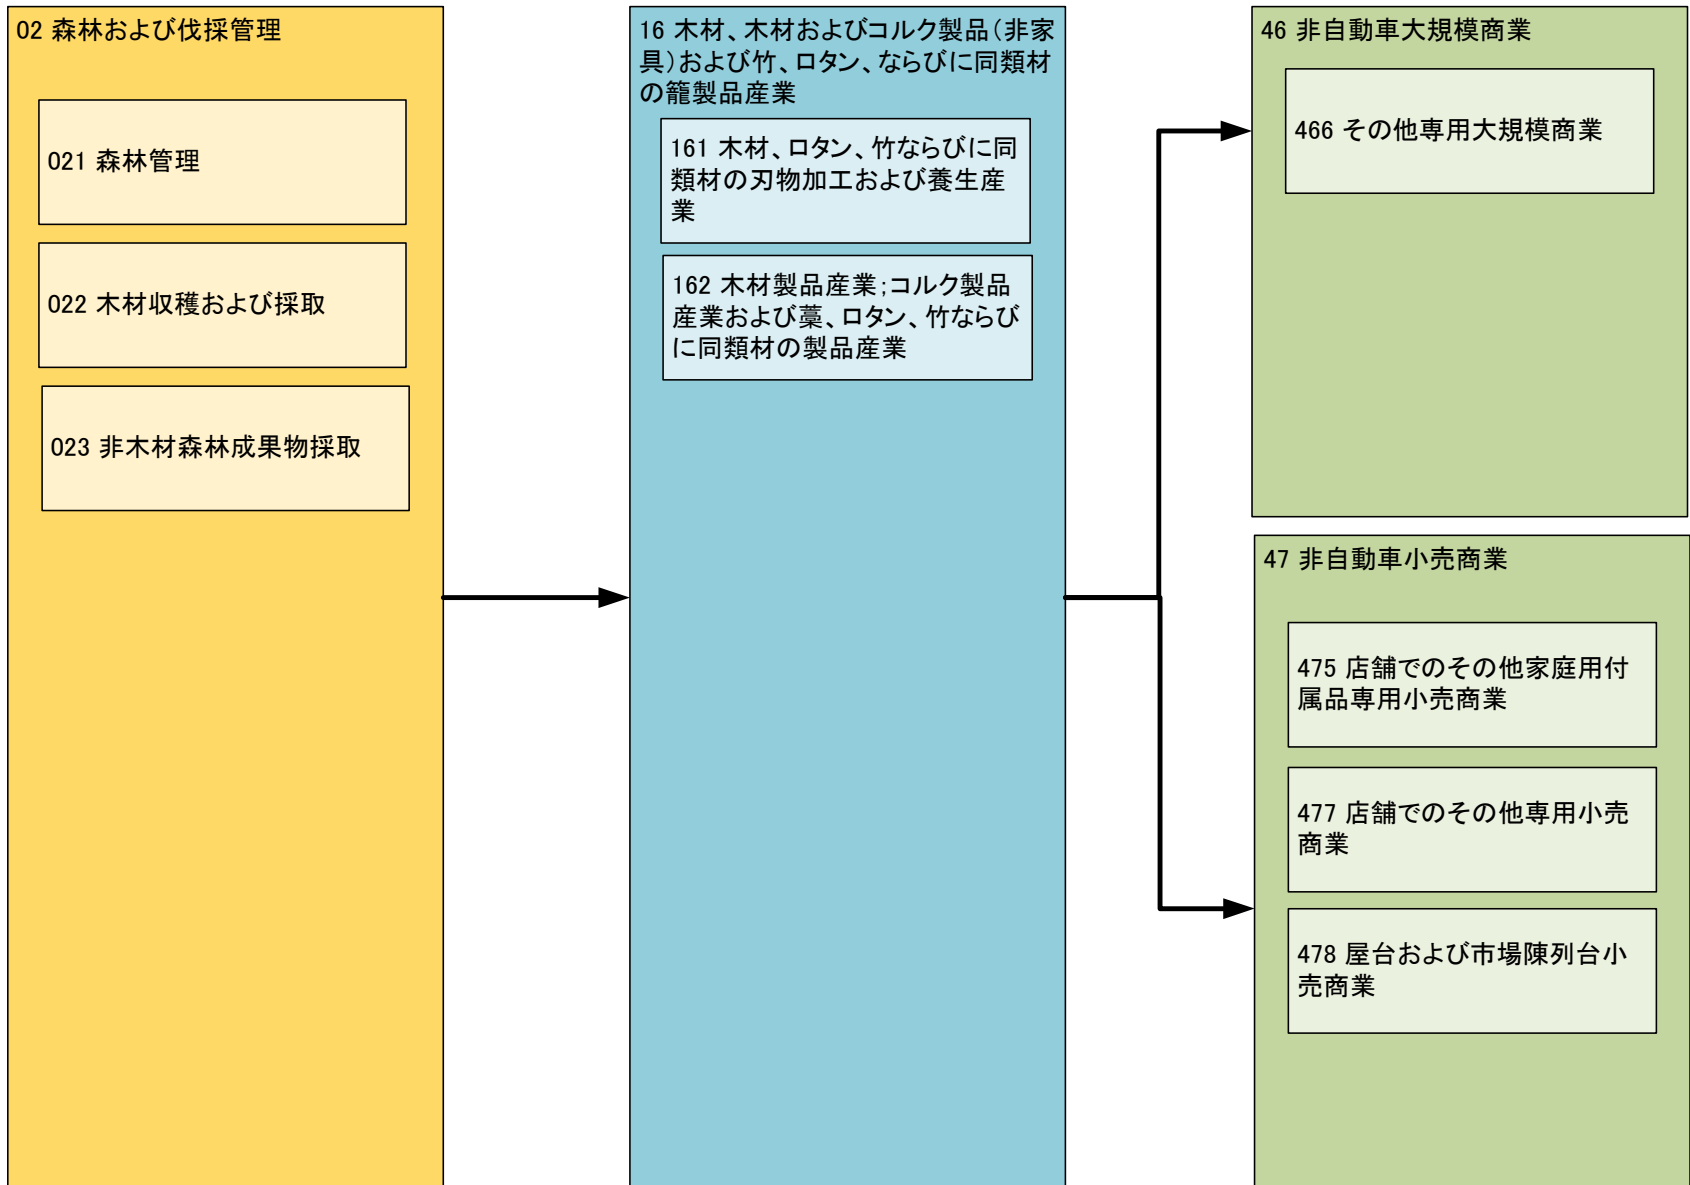 02 森林および伐採管理
021 森林管理
022 木材収穫および採取
023 非木材森林成果物採取
16 木材、木材およびコルク製品(非家
具)および竹、ロタン、ならびに同類材
の籠製品産業
161 木材、ロタン、竹ならびに同
類材の刃物加工および養生産
業
162 木材製品産業;コルク製品
産業および藁、ロタン、竹ならび
に同類材の製品産業
46 非自動車大規模商業
466 その他専用大規模商業
47 非自動車小売商業
475 店舗でのその他家庭用付
属品専用小売商業
477 店舗でのその他専用小売
商業
478 屋台および市場陳列台小
売商業